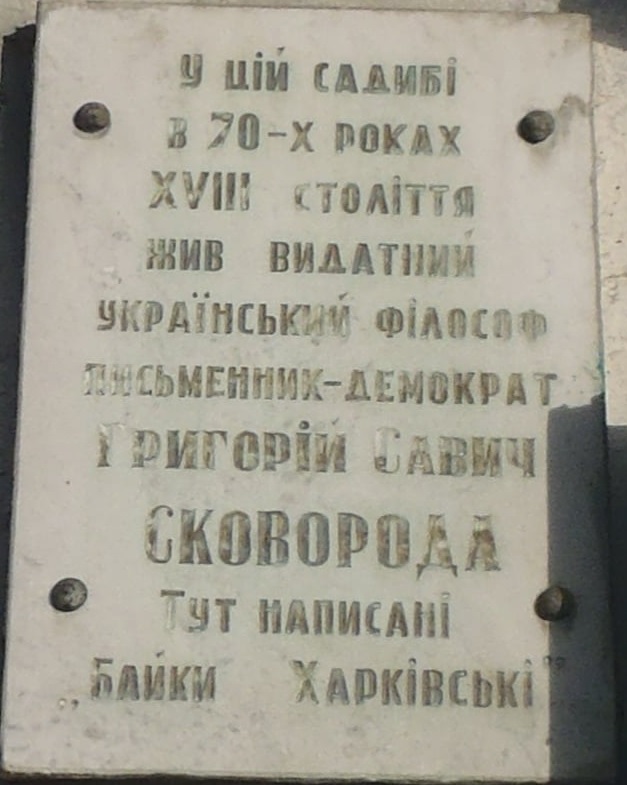 У ЦІЙ САДИБІ
В 70-Х РОКАХ
XVIII СТОЛІТТЯ
ЖИВ ВИДАТНИЙ
УКРАЇНСЬКИЙ ФІЛОСОФ
ПИСЬМЕННИК-ДЕМОКРАТ
ГРИГОРІЙ САВИЧ
СКОВОРОДА
ТУТ НАПИСАНІ
„БАЙКИ ХАРКІВСЬКІ"